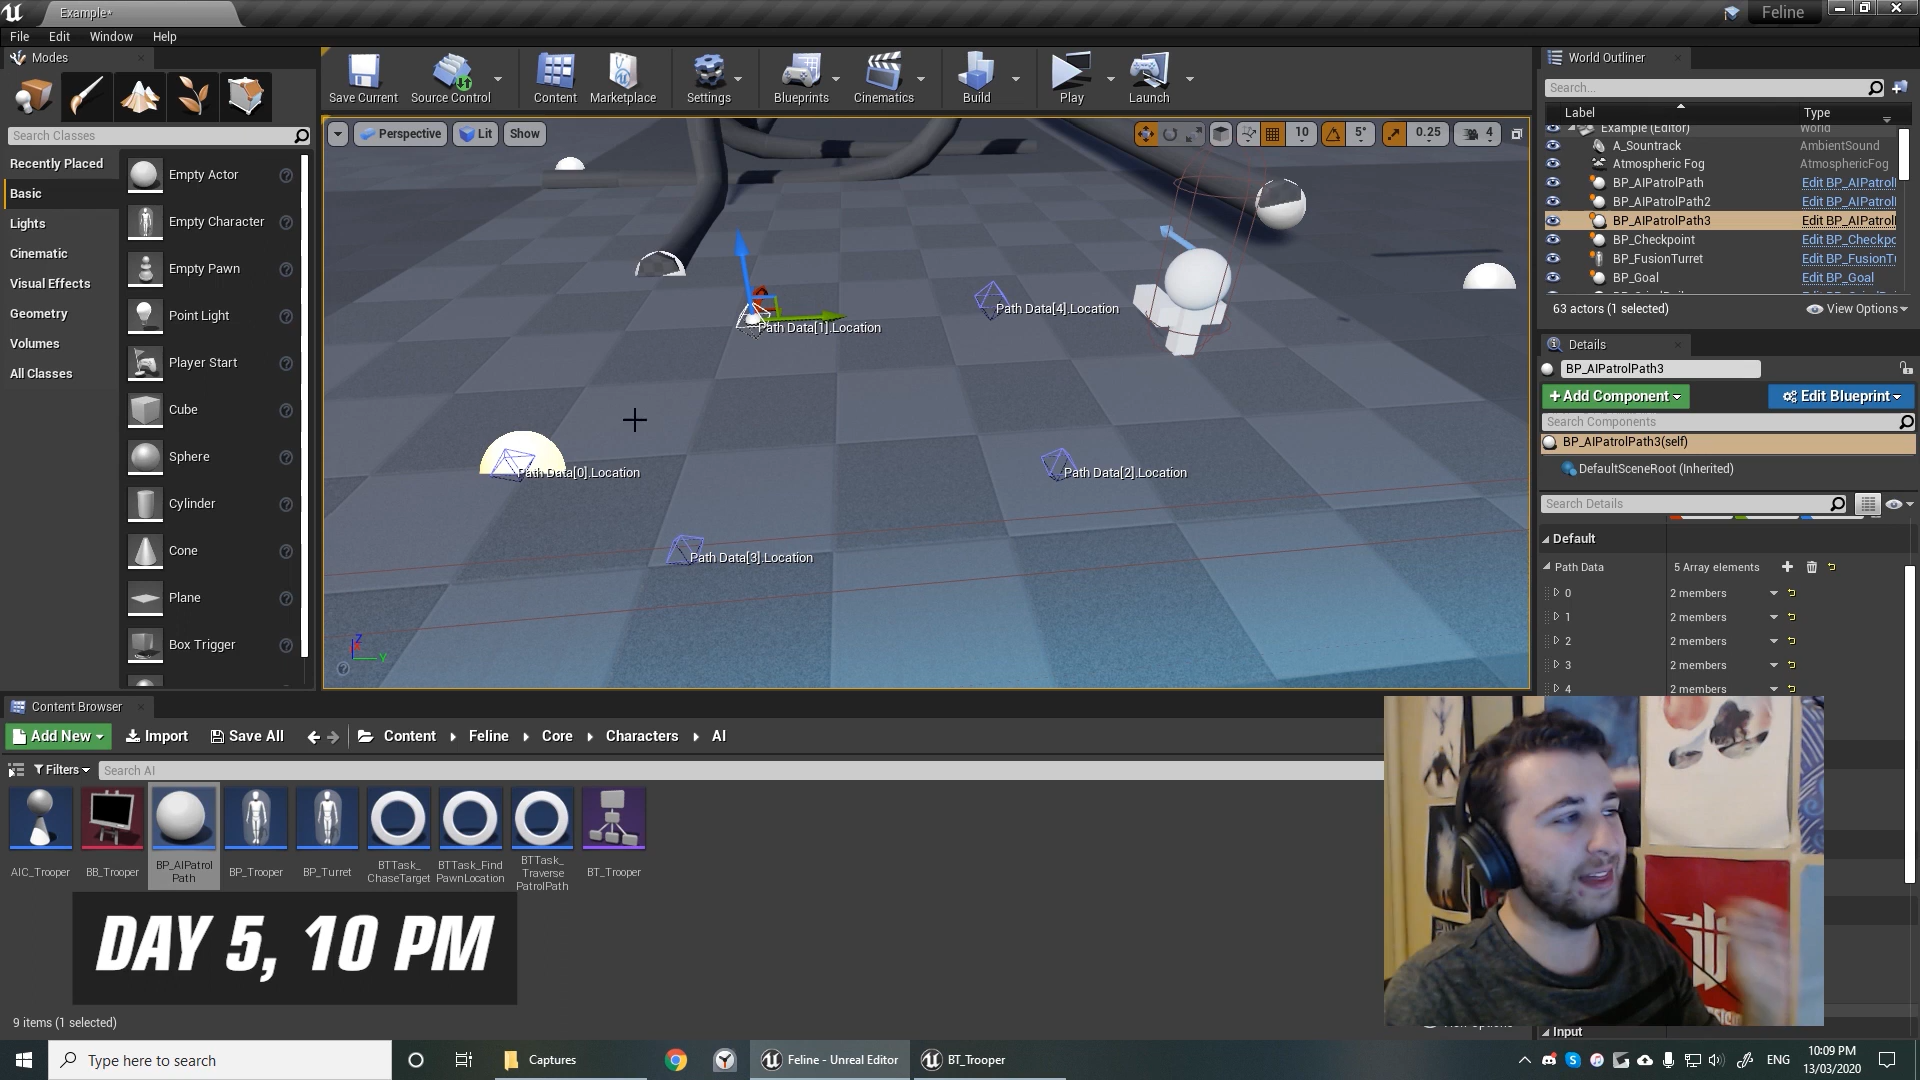 Example*
Feline
File Edit Window Help
Modes
Search Classes
Recently Placed
Basic
Lights
Cinematic
Visual Effects
Geometry
Volumes
All Classes
Empty Actor
Empty Character
Empty Pawn
Point Light
Player Start
Cube
Sphere
Cylinder
Cone
Plane
Box Trigger
Save Current Source Control Content Marketplace Settings Blueprints Cinematics Build Play Launch
Perspective Lit Show
10 5° 0.25 4
Path Data[1].Location
Path Data[4].Location
Path Data[0].Location
Path Data[2].Location
Path Data[3].Location
Z
Y
World Outliner
Search...
Label Type
Example (Editor) World
A_Sountrack AmbientSound
Atmospheric Fog AtmosphericFog
BP_AIPatrolPath Edit BP_AIPatrol
BP_AIPatrolPath2 Edit BP_AIPatrol
BP_AIPatrolPath3 Edit BP_AIPatrol
BP_Checkpoint Edit BP_Checkpo
BP_FusionTurret Edit BP_FusionT
BP_Goal Edit BP_Goal
63 actors (1 selected) View Options
Details
BP_AIPatrolPath3
+Add Component Edit Blueprint
Search Components
BP_AIPatrolPath3(self)
DefaultSceneRoot (Inherited)
Search Details
Default
Path Data 5 Array elements
0 2 members
1 2 members
2 2 members
3 2 members
4 2 members
Input
Content Browser
Add New Import Save All Content Feline Core Characters AI
Filters Search AI
AIC_Trooper
BB_Trooper
BP_AIPatrol
Path
BP_Trooper
BP_Turret
BTTask_
ChaseTarget
BTTask_Find
PawnLocation
BTTask_
Traverse
PatrolPath
BT_Trooper
DAY 5, 10 PM
9 items (1 selected)
Type here to search
Captures
Feline - Unreal Editor
BT_Trooper
ENG
10:09 PM
13/03/2020